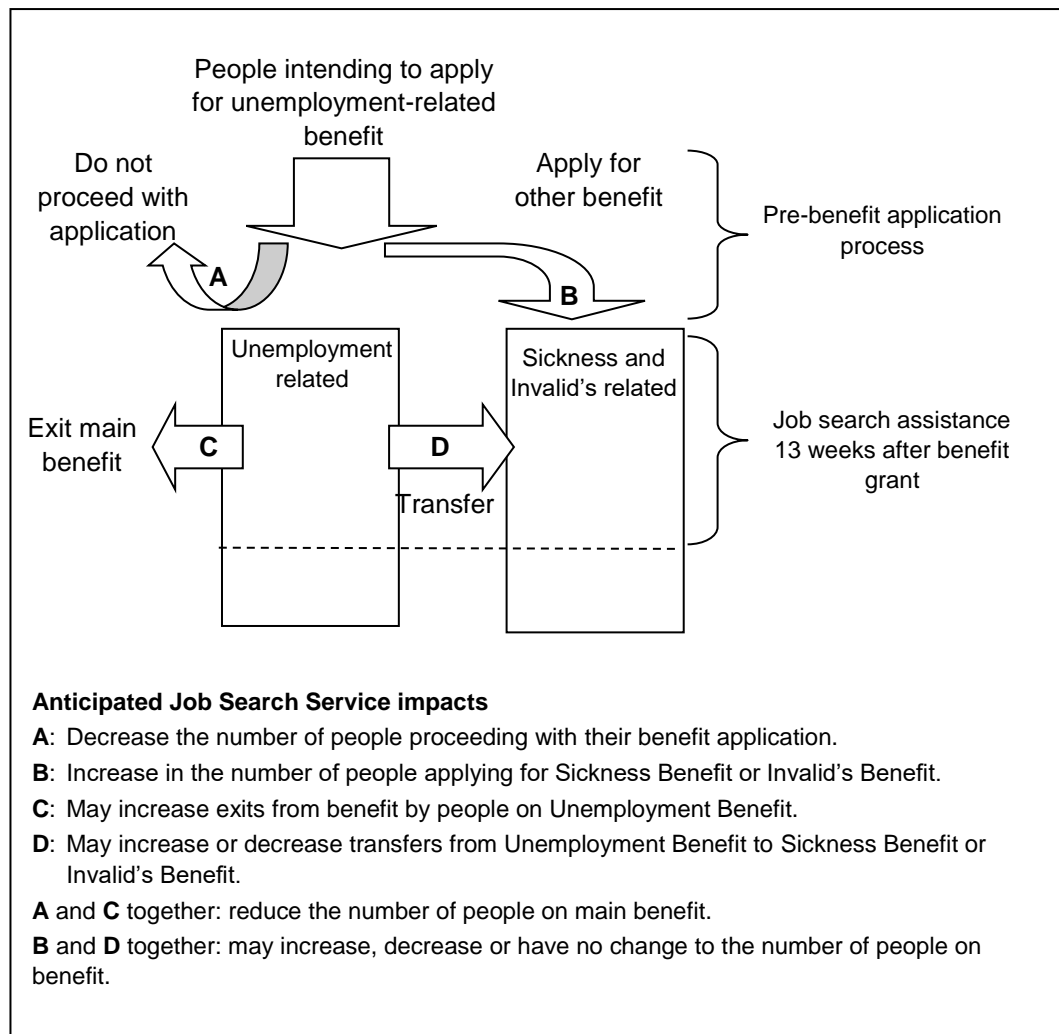 People intending to apply
for unemployment-related
benefit
Do not
proceed with
application
Apply for
other benefit
Pre-benefit application
process
A
B
Unemployment
related
Sickness and
Invalid's related
Exit main
benefit
C
D
Transfer
Job search assistance
13 weeks after benefit
grant
Anticipated Job Search Service impacts
A: Decrease the number of people proceeding with their benefit application.
B: Increase in the number of people applying for Sickness Benefit or Invalid's Benefit.
C: May increase exits from benefit by people on Unemployment Benefit.
D: May increase or decrease transfers from Unemployment Benefit to Sickness Benefit or
Invalid's Benefit.
A and C together: reduce the number of people on main benefit.
B and D together: may increase, decrease or have no change to the number of people on
benefit.